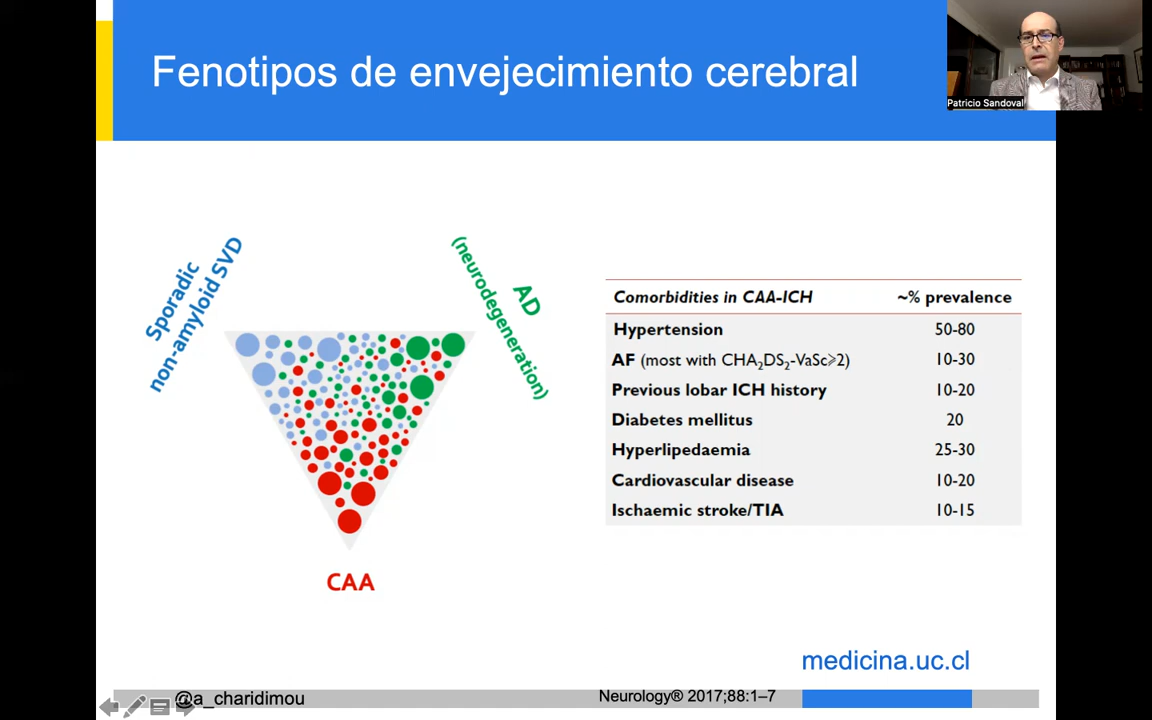 Fenotipos de envejecimiento cerebral
Patricio Sandoval
Sporadic
non-amyloid SVD
AD
(neurodegeneration)
CAA
Comorbidities in CAA-ICH ~% prevalence
Hypertension 50-80
AF (most with CHA₂DS₂-VaSc⩾2) 10-30
Previous lobar ICH history 10-20
Diabetes mellitus 20
Hyperlipedaemia 25-30
Cardiovascular disease 10-20
Ischaemic stroke/TIA 10-15
medicina.uc.cl
@a_charidimou
Neurology® 2017;88:1–7